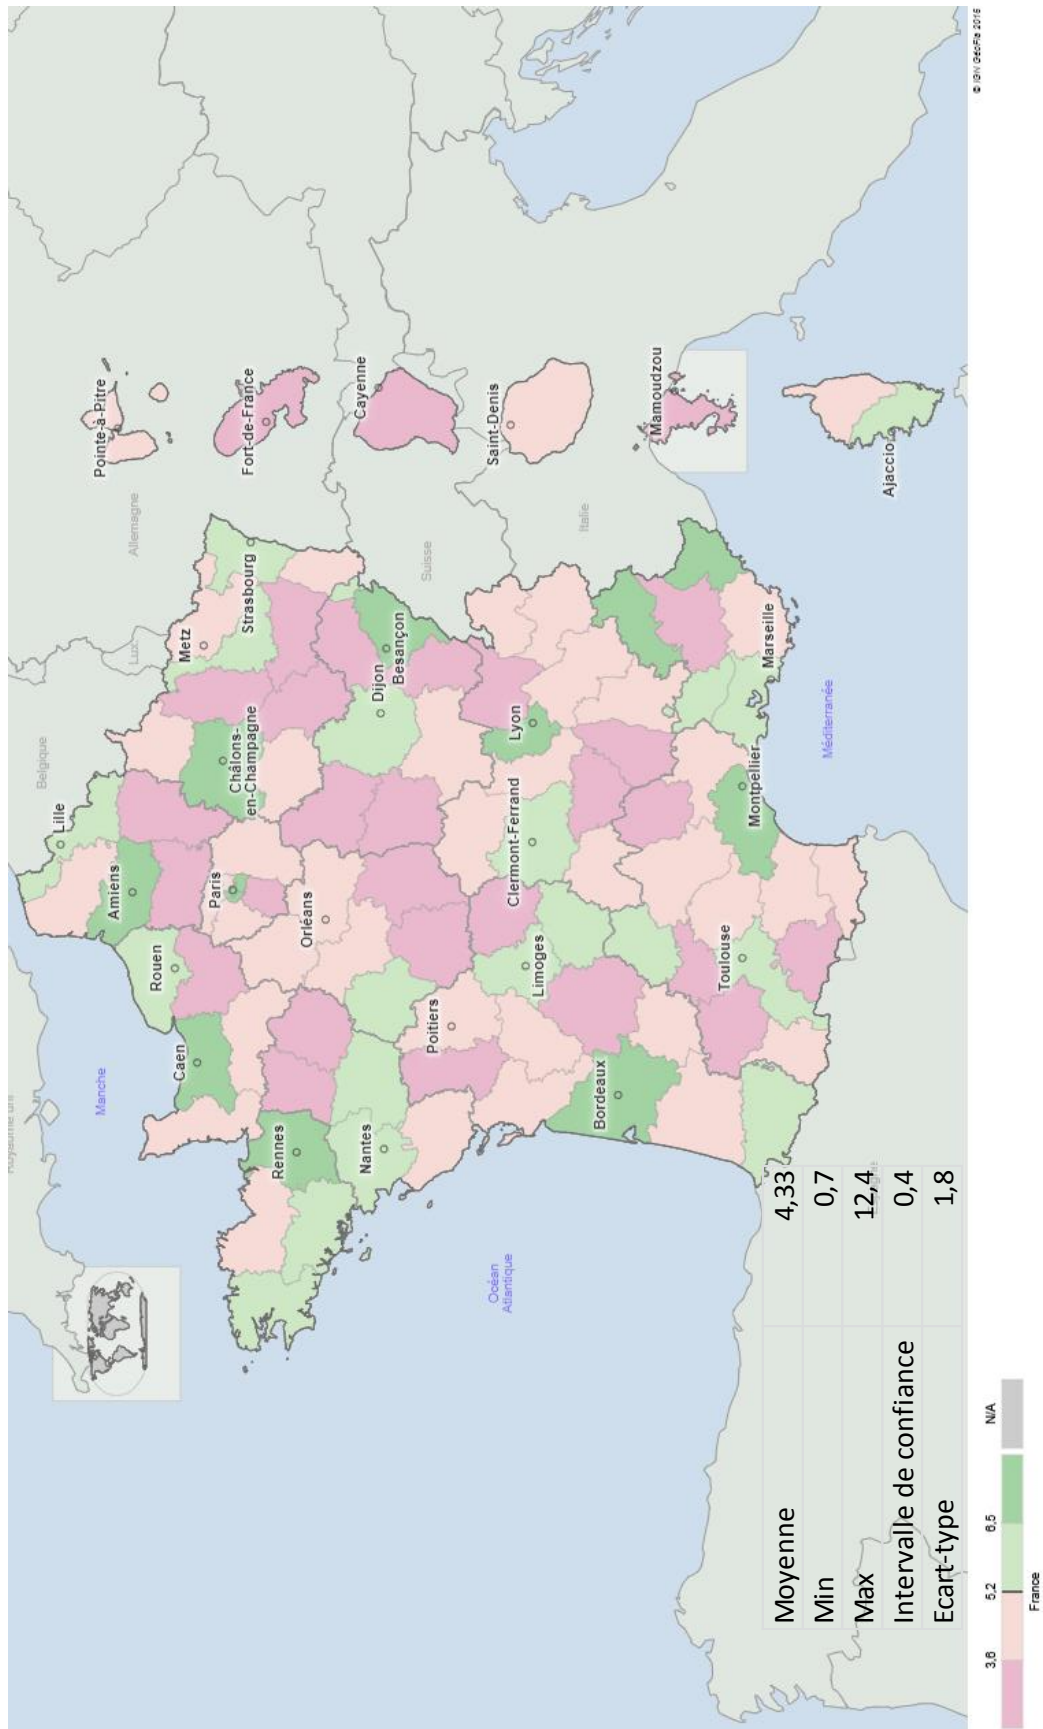 Royaume uni
Manche
Belgique
Lux
Allemagne
Suisse
Italie
Océan
Atlantique
Méditerranée
Lille
Amiens
Rouen
Caen
Paris
Châlons-
en-Champagne
Metz
Strasbourg
Rennes
Nantes
Orléans
Dijon
Besançon
Poitiers
Limoges
Clermont-Ferrand
Lyon
Bordeaux
Toulouse
Montpellier
Marseille
Ajaccio
Pointe-à-Pitre
Fort-de-France
Cayenne
Saint-Denis
Mamoudzou
Moyenne 4,33
Min 0,7
Max 12,4
Intervalle de confiance 0,4
Ecart-type 1,8
3,6 5,2 6,5 N/A
France
© IGN GéoFla 2016